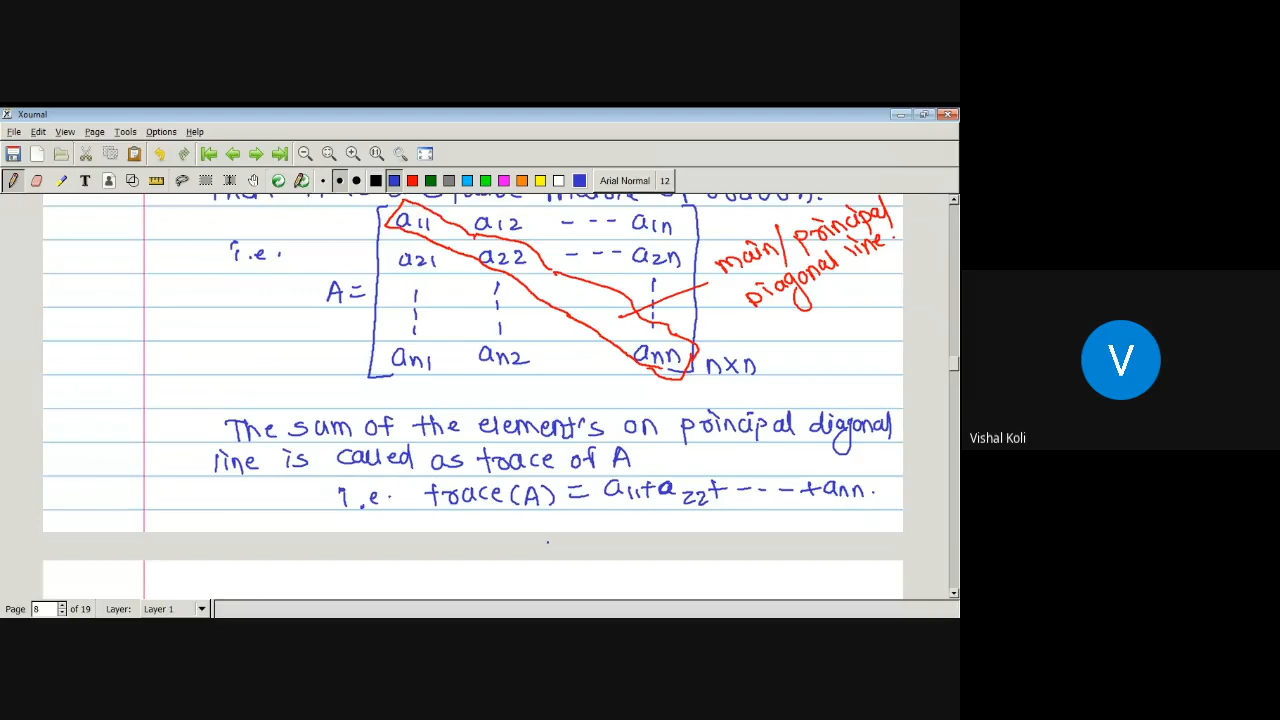 Xournal
File Edit View Page Tools Options Help
Arial Normal 12
a11 a12 - - - a1n
i.e. a21 a22 - - - a2n
A=
an1 an2 ann n×n
main/principal
Diagonal line.
The sum of the element's on principal diagonal
line is called as trace of A
i.e. trace(A) = a11+a22+ - - - +ann.
Page 8 of 19 Layer: Layer 1
V
Vishal Koli